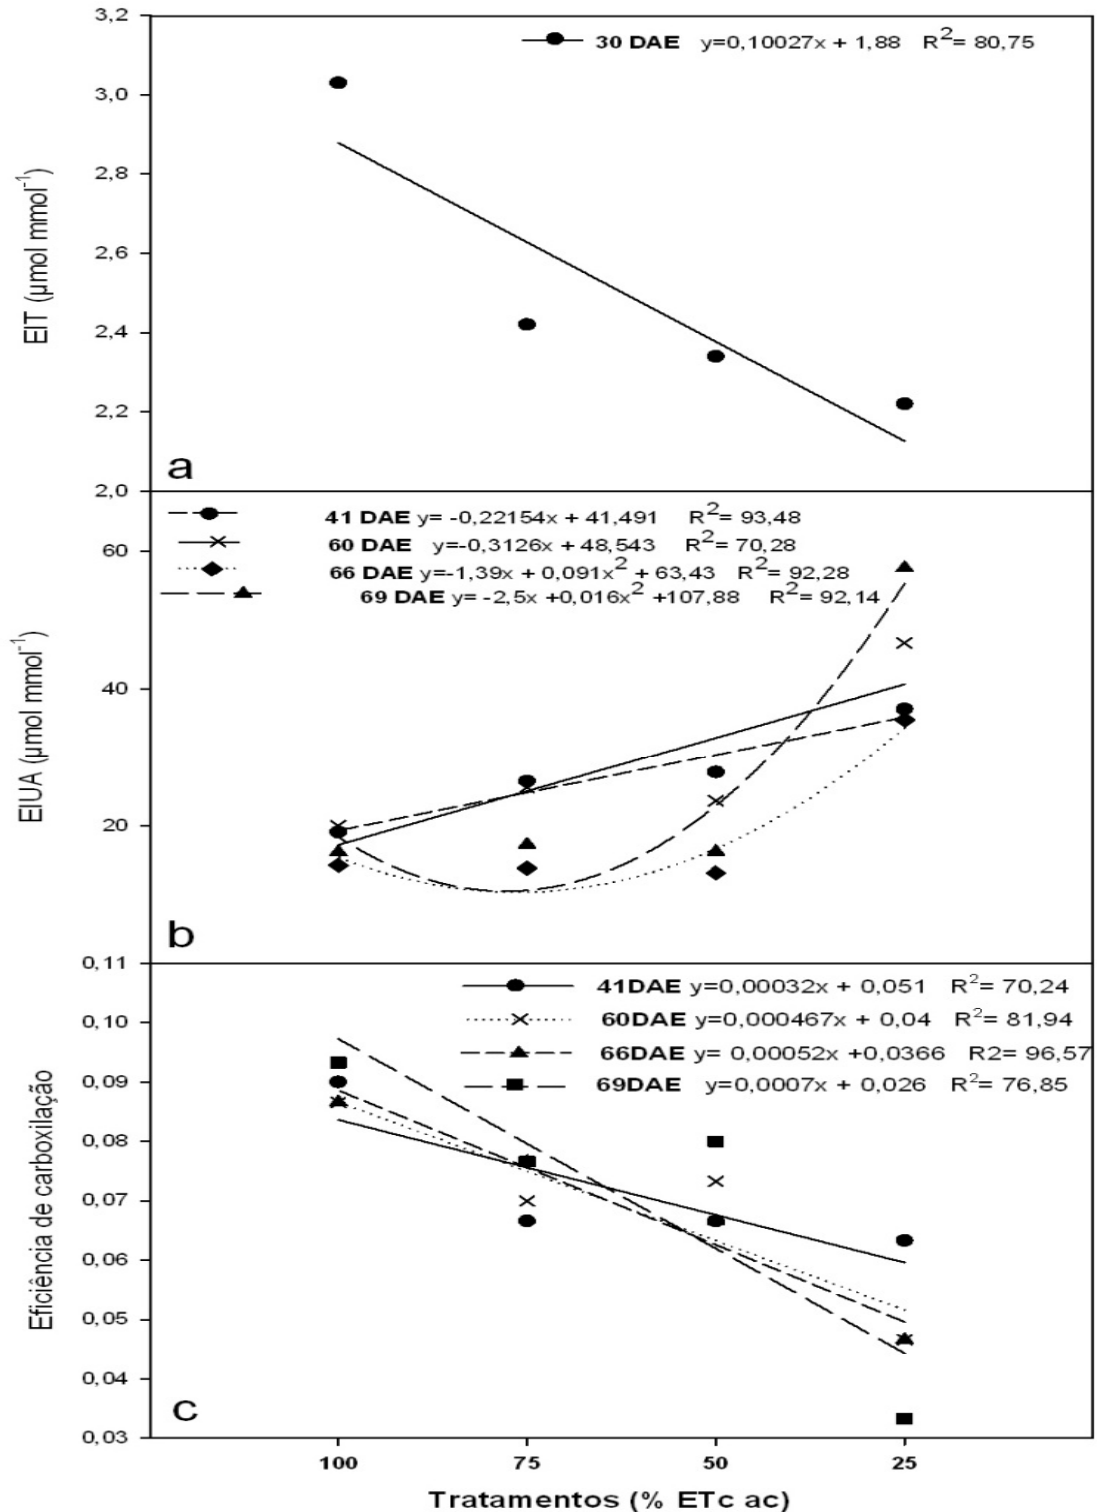 3,2
30 DAE y=0,10027x + 1,88 R²= 80,75
3,0
2,8
2,6
2,4
2,2
2,0
EIT (µmol mmol⁻¹)
a
41 DAE y= -0,22154x + 41,491 R²= 93,48
60 DAE y=-0,3126x + 48,543 R²= 70,28
66 DAE y=-1,39x + 0,091x² + 63,43 R²= 92,28
69 DAE y= -2,5x +0,016x² +107,88 R²= 92,14
60
40
20
EIUA (µmol mmol⁻¹)
b
0,11
41DAE y=0,00032x + 0,051 R²= 70,24
60DAE y=0,000467x + 0,04 R²= 81,94
66DAE y= 0,00052x +0,0366 R2= 96,57
69DAE y=0,0007x + 0,026 R²= 76,85
0,10
0,09
0,08
0,07
0,06
0,05
0,04
0,03
Eficiência de carboxilação
c
100 75 50 25
Tratamentos (% ETc ac)